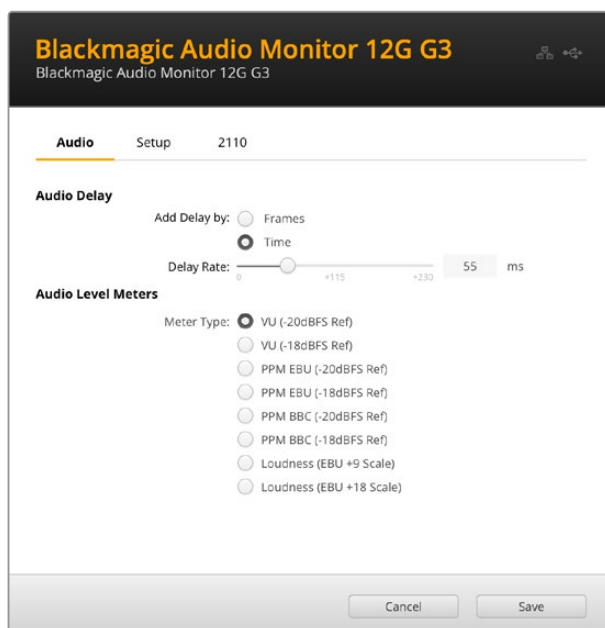 Blackmagic Audio Monitor 12G G3
Blackmagic Audio Monitor 12G G3
Audio Setup 2110
Audio Delay
Add Delay by: Frames
Time
Delay Rate: 55 ms
0 +115 +230
Audio Level Meters
Meter Type: VU (-20dBFS Ref)
VU (-18dBFS Ref)
PPM EBU (-20dBFS Ref)
PPM EBU (-18dBFS Ref)
PPM BBC (-20dBFS Ref)
PPM BBC (-18dBFS Ref)
Loudness (EBU +9 Scale)
Loudness (EBU +18 Scale)
Cancel Save